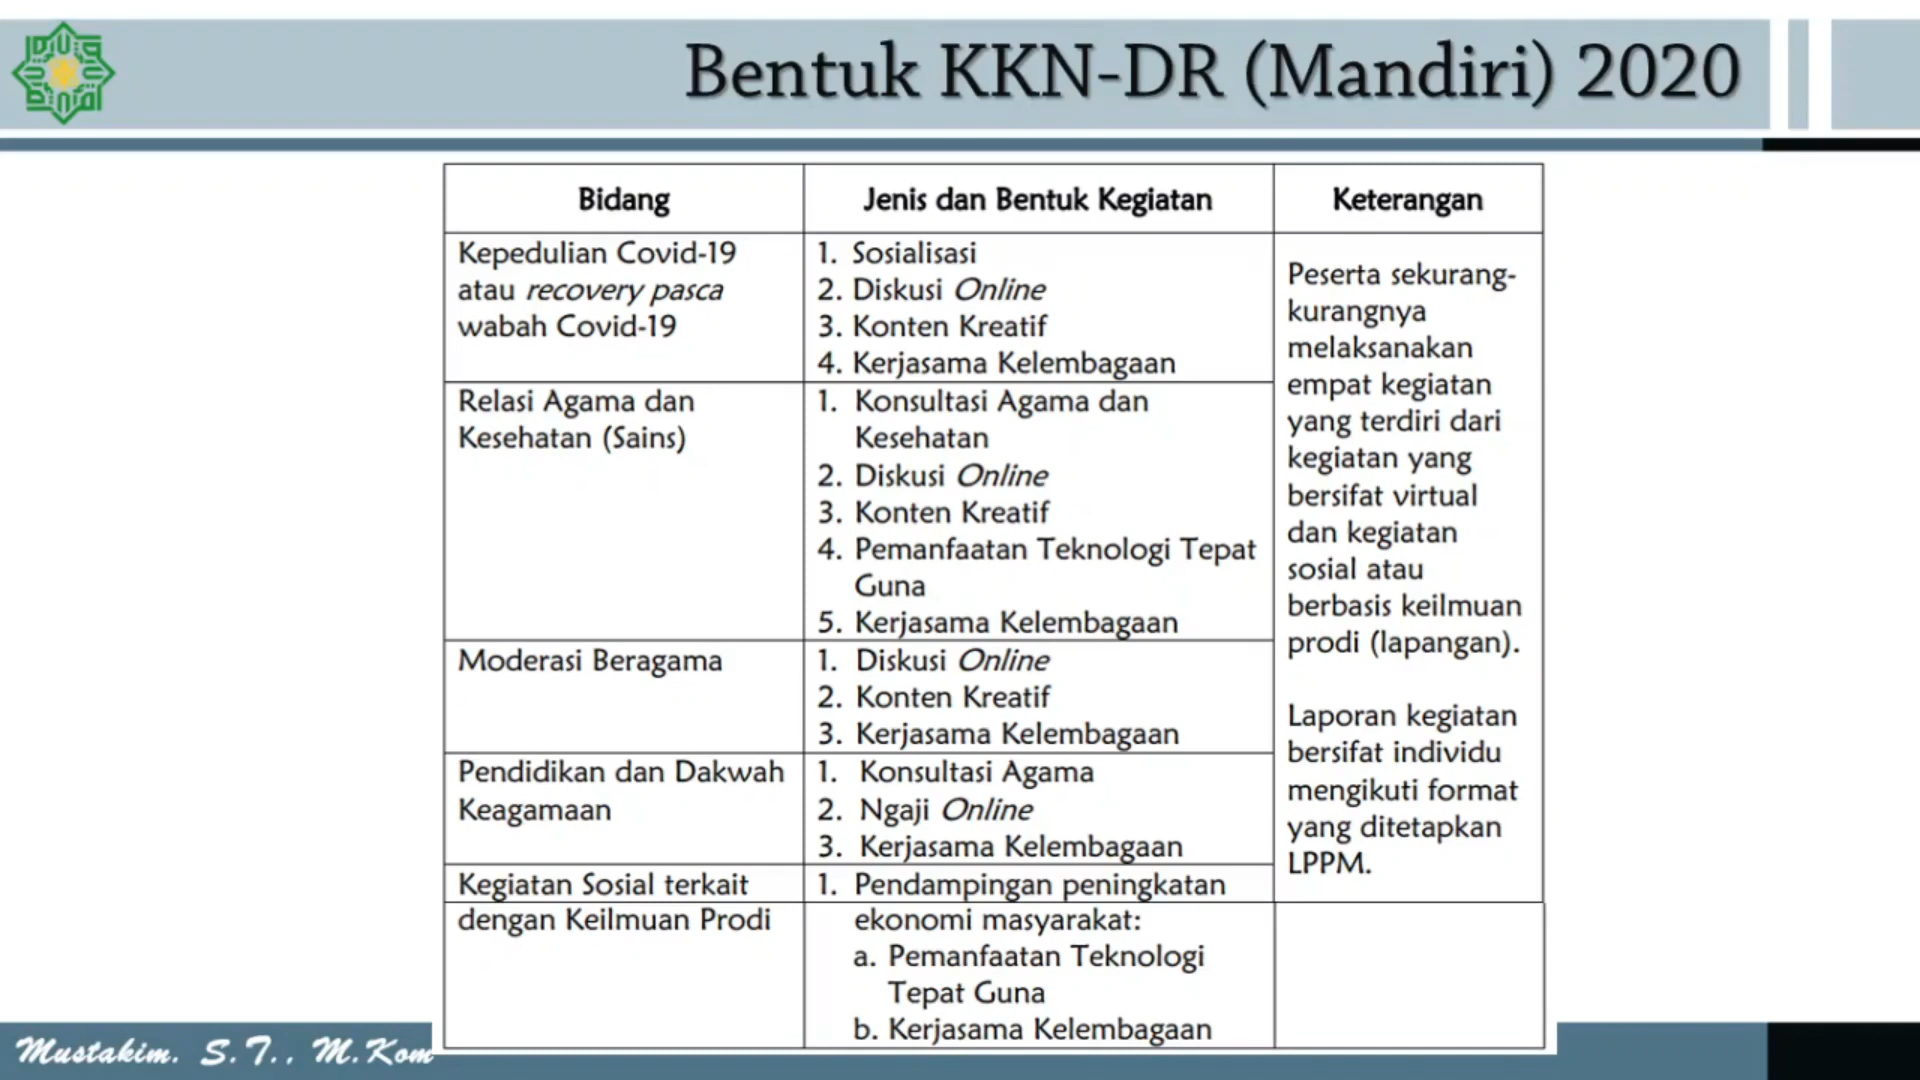 Bentuk KKN-DR (Mandiri) 2020
Bidang
Jenis dan Bentuk Kegiatan
Keterangan
Kepedulian Covid-19
atau recovery pasca
wabah Covid-19
1. Sosialisasi
2. Diskusi Online
3. Konten Kreatif
4. Kerjasama Kelembagaan
Relasi Agama dan
Kesehatan (Sains)
1. Konsultasi Agama dan
Kesehatan
2. Diskusi Online
3. Konten Kreatif
4. Pemanfaatan Teknologi Tepat
Guna
5. Kerjasama Kelembagaan
Moderasi Beragama
1. Diskusi Online
2. Konten Kreatif
3. Kerjasama Kelembagaan
Pendidikan dan Dakwah
Keagamaan
1. Konsultasi Agama
2. Ngaji Online
3. Kerjasama Kelembagaan
Kegiatan Sosial terkait
dengan Keilmuan Prodi
1. Pendampingan peningkatan
ekonomi masyarakat:
a. Pemanfaatan Teknologi
Tepat Guna
b. Kerjasama Kelembagaan
Peserta sekurang-
kurangnya
melaksanakan
empat kegiatan
yang terdiri dari
kegiatan yang
bersifat virtual
dan kegiatan
sosial atau
berbasis keilmuan
prodi (lapangan).
Laporan kegiatan
bersifat individu
mengikuti format
yang ditetapkan
LPPM.
Mustakim. S.T., M.Kom